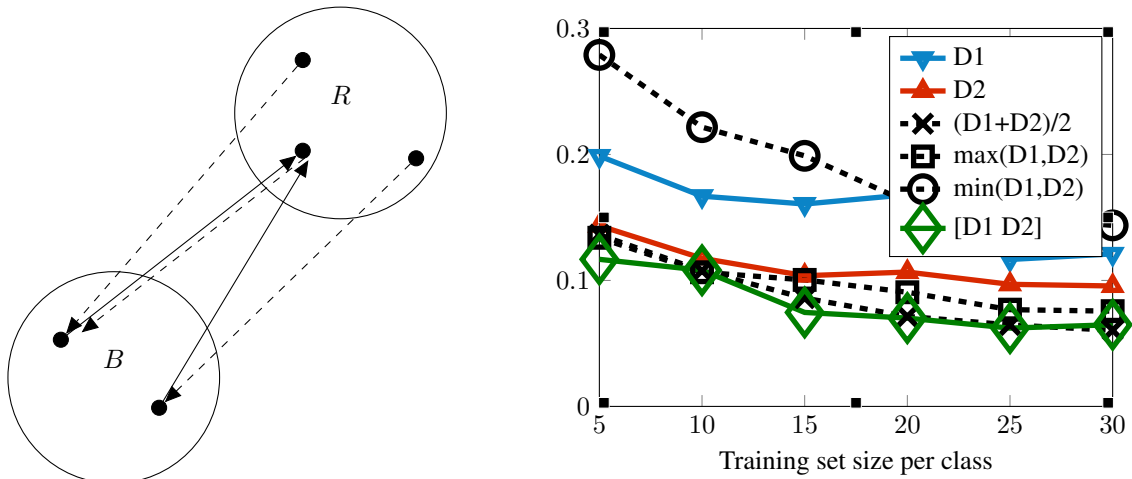 R
B
0.3
0.2
0.1
0
D1
D2
(D1+D2)/2
max(D1,D2)
min(D1,D2)
[D1 D2]
5 10 15 20 25 30
Training set size per class